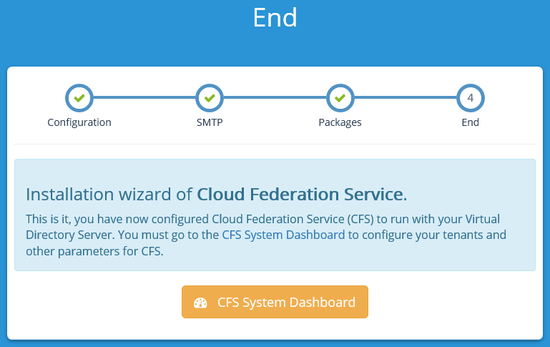 End
4
Configuration
SMTP
Packages
End
Installation wizard of Cloud Federation Service.
This is it, you have now configured Cloud Federation Service (CFS) to run with your Virtual
Directory Server. You must go to the CFS System Dashboard to configure your tenants and
other parameters for CFS.
CFS System Dashboard